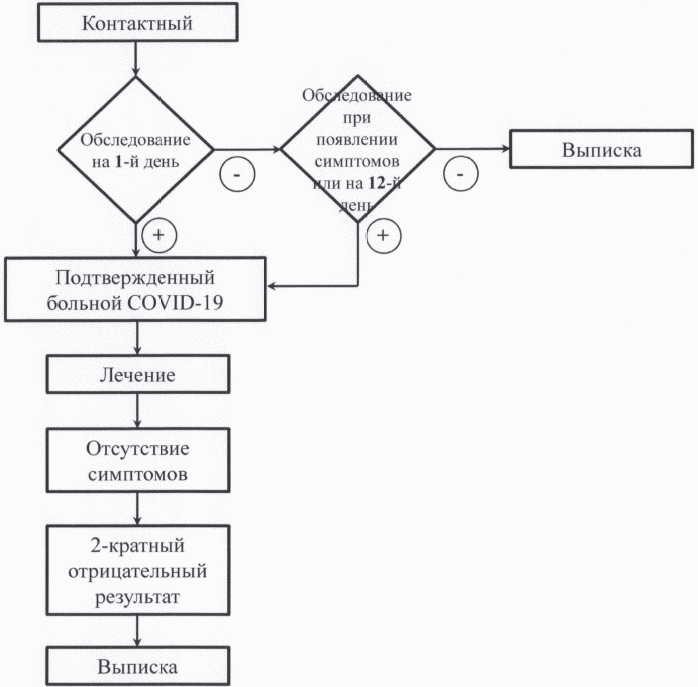 Контактный
Обследование
на 1-й день
-
Обследование
при
появлении
симптомов
или на 12-й
день
-
Выписка
+
+
Подтвержденный
больной COVID-19
Лечение
Отсутствие
симптомов
2-кратный
отрицательный
результат
Выписка